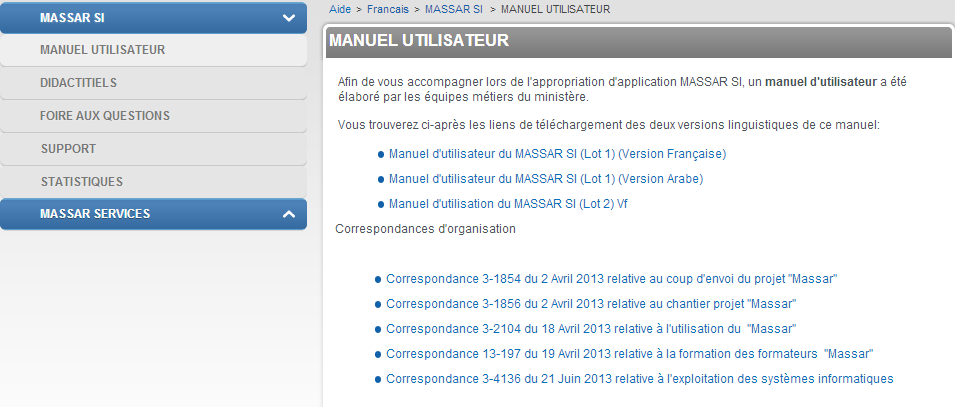 MASSAR SI
MANUEL UTILISATEUR
DIDACTITIELS
FOIRE AUX QUESTIONS
SUPPORT
STATISTIQUES
MASSAR SERVICES
Aide > Francais > MASSAR SI > MANUEL UTILISATEUR
MANUEL UTILISATEUR
Afin de vous accompagner lors de l'appropriation d'application MASSAR SI, un manuel d'utilisateur a été
élaboré par les équipes métiers du ministère.
Vous trouverez ci-après les liens de téléchargement des deux versions linguistiques de ce manuel:
Manuel d'utilisateur du MASSAR SI (Lot 1) (Version Française)
Manuel d'utilisateur du MASSAR SI (Lot 1) (Version Arabe)
Manuel d'utilisation du MASSAR SI (Lot 2) Vf
Correspondances d'organisation
Correspondance 3-1854 du 2 Avril 2013 relative au coup d'envoi du projet "Massar"
Correspondance 3-1856 du 2 Avril 2013 relative au chantier projet "Massar"
Correspondance 3-2104 du 18 Avril 2013 relative à l'utilisation du "Massar"
Correspondance 13-197 du 19 Avril 2013 relative à la formation des formateurs "Massar"
Correspondance 3-4136 du 21 Juin 2013 relative à l'exploitation des systèmes informatiques